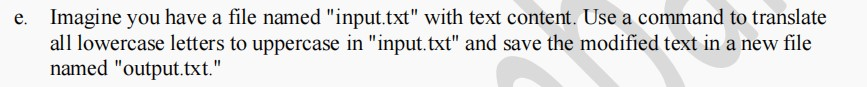 e. Imagine you have a file named "input.txt" with text content. Use a command to translate
all lowercase letters to uppercase in "input.txt" and save the modified text in a new file
named "output.txt."